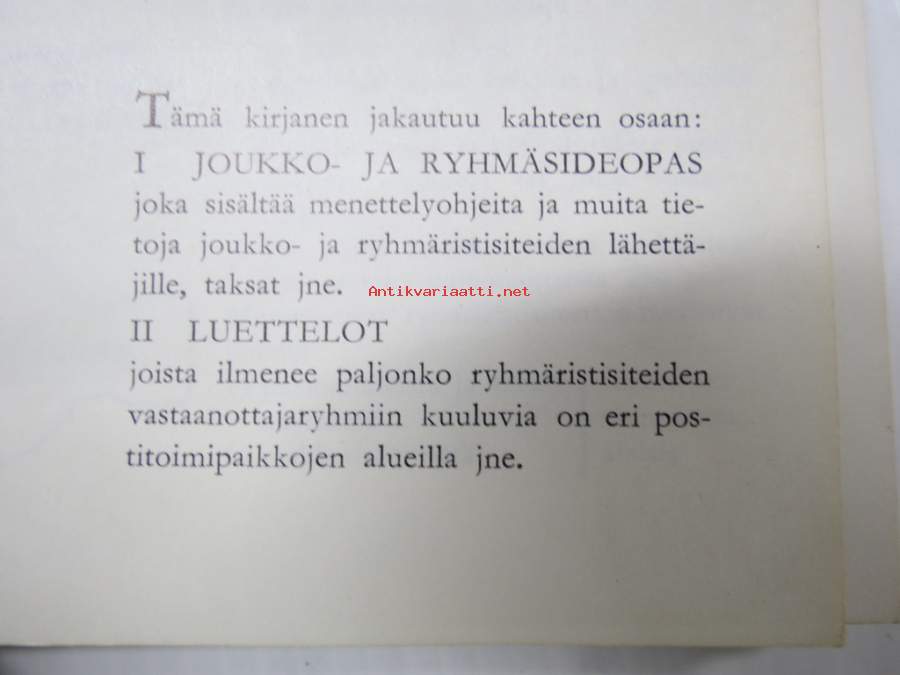 Tämä kirjanen jakautuu kahteen osaan:
I JOUKKO- JA RYHMÄSIDEOPAS
joka sisältää menettelyohjeita ja muita tie-
toja joukko- ja ryhmäristisiteiden lähettä-
jille, taksat jne.
Antikvariaatti.net
II LUETTELOT
joista ilmenee paljonko ryhmäristisiteiden
vastaanottajaryhmiin kuuluvia on eri pos-
titoimipaikkojen alueilla jne.